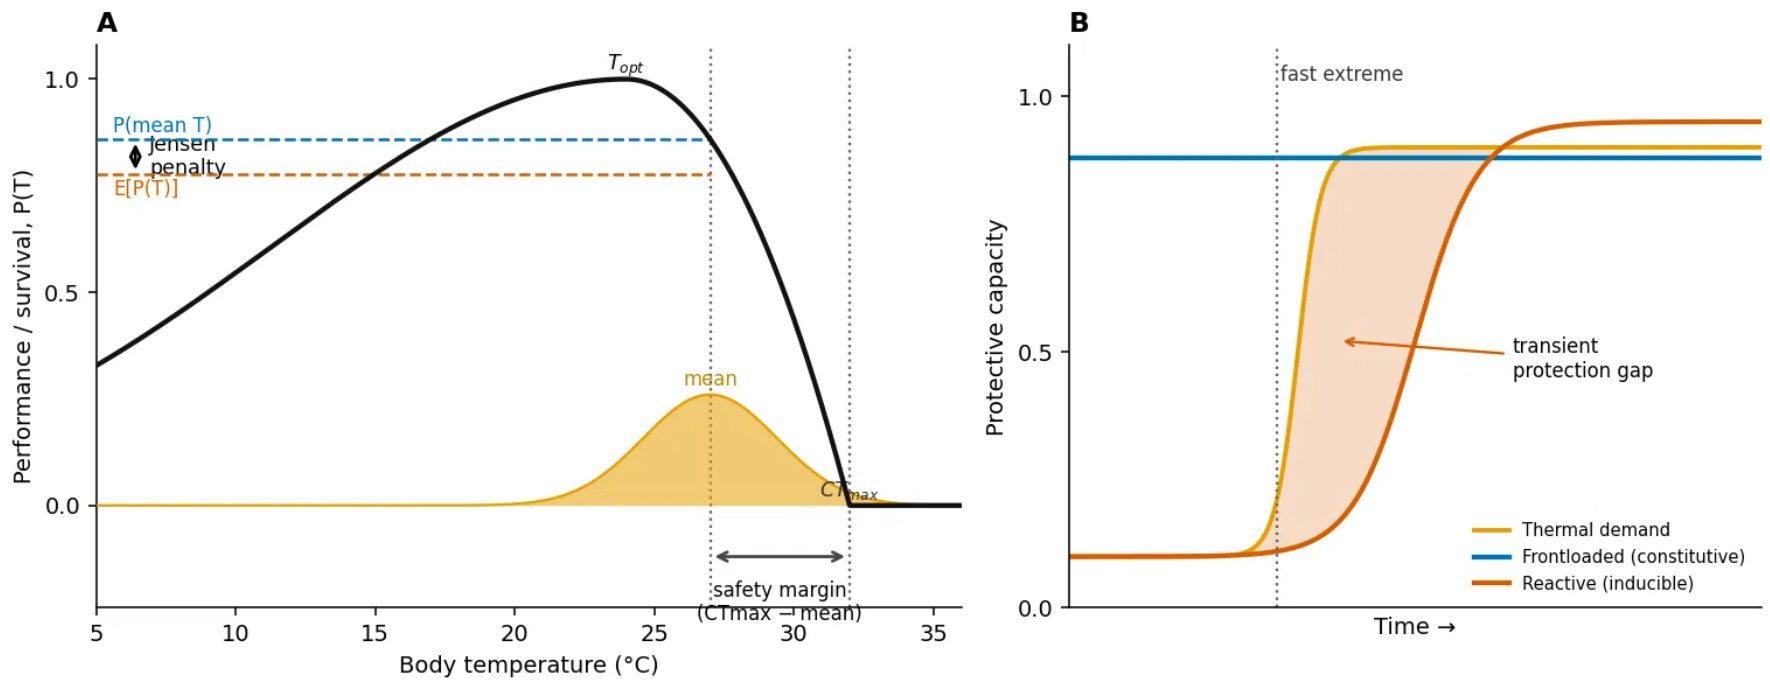 A
T_opt
P(mean T)
Jensen
penalty
E[P(T)]
mean
CT_max
safety margin
(CTmax − mean)
1.0
0.5
0.0
5
10
15
20
25
30
35
Body temperature (°C)
Performance / survival, P(T)
B
fast extreme
transient
protection gap
Thermal demand
Frontloaded (constitutive)
Reactive (inducible)
1.0
0.5
0.0
Time →
Protective capacity